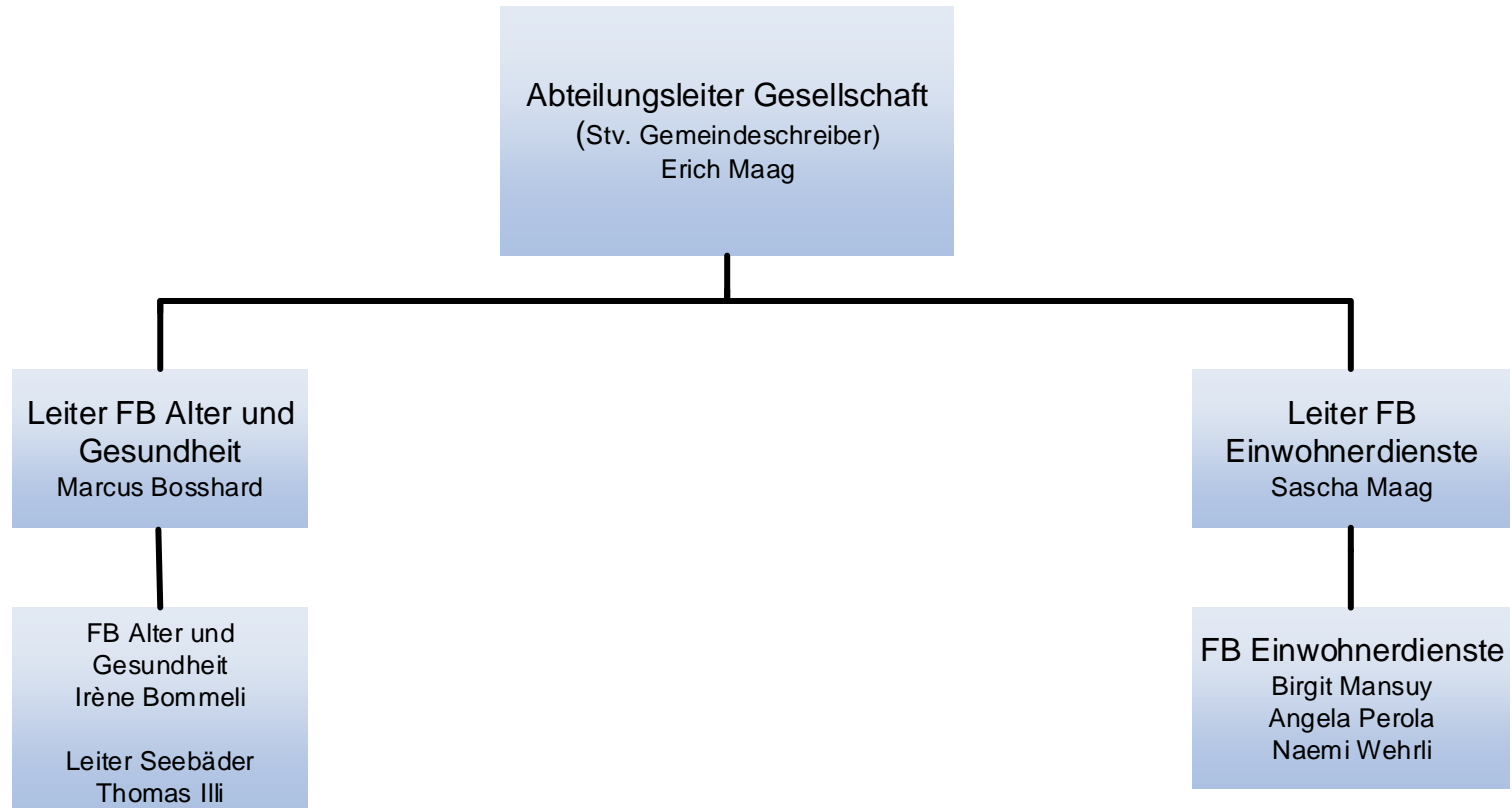 Abteilungsleiter Gesellschaft
(Stv. Gemeindeschreiber)
Erich Maag
Leiter FB Alter und
Gesundheit
Marcus Bosshard
Leiter FB
Einwohnerdienste
Sascha Maag
FB Alter und
Gesundheit
Irène Bommeli
Leiter Seebäder
Thomas Illi
FB Einwohnerdienste
Birgit Mansuy
Angela Perola
Naemi Wehrli